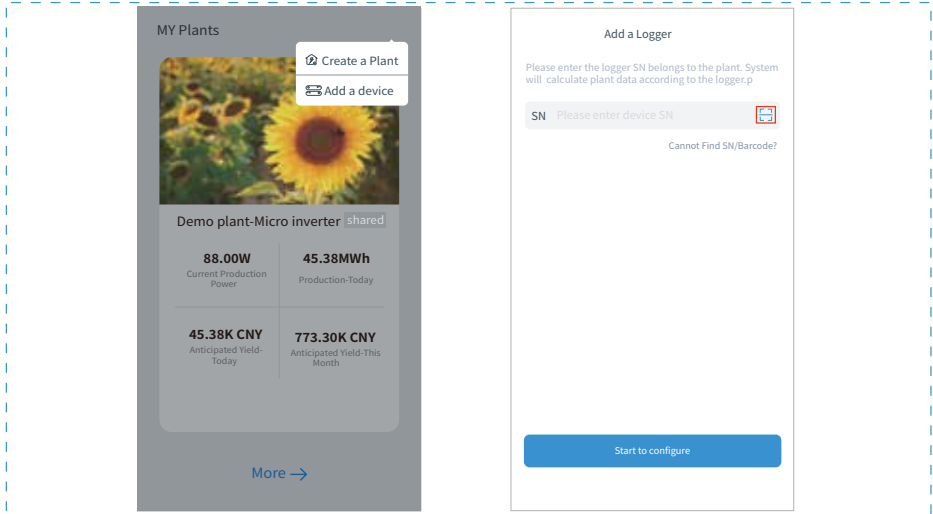 MY Plants
Create a Plant
Add a device
Demo plant-Micro inverter shared
88.00W
Current Production
Power
45.38MWh
Production-Today
45.38K CNY
Anticipated Yield-
Today
773.30K CNY
Anticipated Yield-This
Month
More
Add a Logger
Please enter the logger SN belongs to the plant. System
will calculate plant data according to the logger.p
SN Please enter device SN
Cannot Find SN/Barcode?
Start to configure